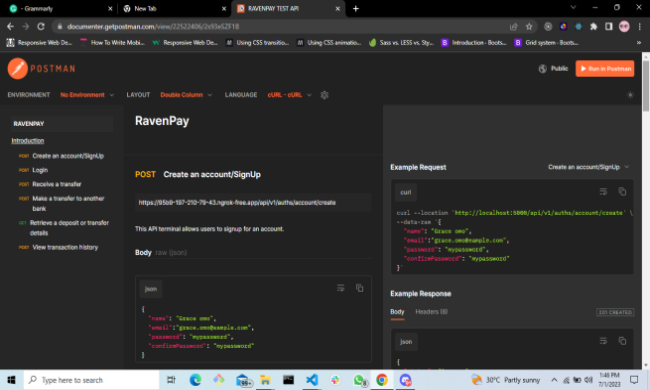 - Grammarly
New Tab
RAVENPAY TEST API
documenter.getpostman.com/view/22522406/2s93eEZF18
Responsive Web De...
How To Write Mobi...
Responsive Web De...
Using CSS transitio...
Using CSS animatio...
Sass vs. LESS vs. Sty...
Introduction · Boots...
Grid system · Boots...
POSTMAN
Public
Run in Postman
ENVIRONMENT
No Environment
LAYOUT
Double Column
LANGUAGE
cURL - cURL
RAVENPAY
Introduction
POST Create an account/SignUp
POST Login
POST Receive a transfer
POST Make a transfer to another
bank
GET Retrieve a deposit or transfer
details
POST View transaction history
RavenPay
POST Create an account/SignUp
https://95b9-197-210-79-43.ngrok-free.app/api/v1/auths/account/create
This API terminal allows users to signup for an account.
Body raw (json)
json
{
"name": "Grace omo"
"email":"grace.omo@sample.com",
"password": "mypassword",
"confirmPassword": "mypassword"
}
Example Request
Create an account/SignUp
curl
curl --location 'http://localhost:5000/api/v1/auths/account/create' \
--data-raw '{
"name": "Grace omo"
"email":"grace.omo@sample.com",
"password": "mypassword",
"confirmPassword": "mypassword"
}'
Example Response
Body
Headers (8)
201 CREATED
json
{
Type here to search
99+
30°C Partly sunny
1:46 PM
7/1/2023